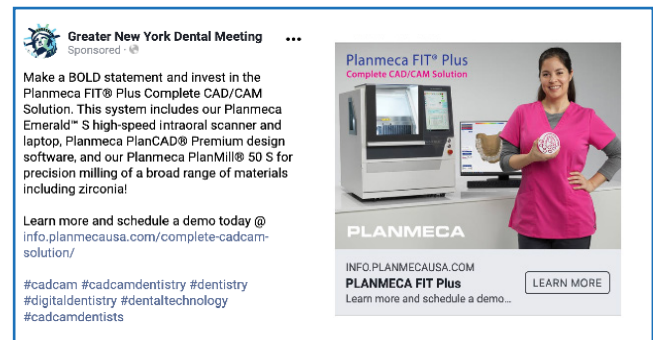 Greater New York Dental Meeting
Sponsored ·
Make a BOLD statement and invest in the
Planmeca FIT® Plus Complete CAD/CAM
Solution. This system includes our Planmeca
Emerald™ S high-speed intraoral scanner and
laptop, Planmeca PlanCAD® Premium design
software, and our Planmeca PlanMill® 50 S for
precision milling of a broad range of materials
including zirconia!
Learn more and schedule a demo today @
info.planmecausa.com/complete-cadcam-
solution/
#cadcam #cadcamdentistry #dentistry
#digitaldentistry #dentaltechnology
#cadcamdentists
Planmeca FIT® Plus
Complete CAD/CAM Solution
PLANMECA
INFO.PLANMECAUSA.COM
PLANMECA FIT Plus
Learn more and schedule a demo...
LEARN MORE